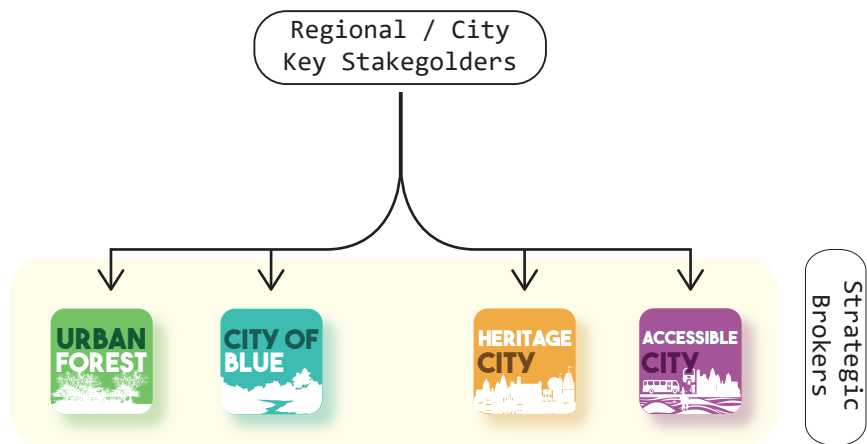 Regional / City
Key Stakegolders
URBAN
FOREST
CITY OF
BLUE
HERITAGE
CITY
ACCESSIBLE
CITY
Strategic
Brokers